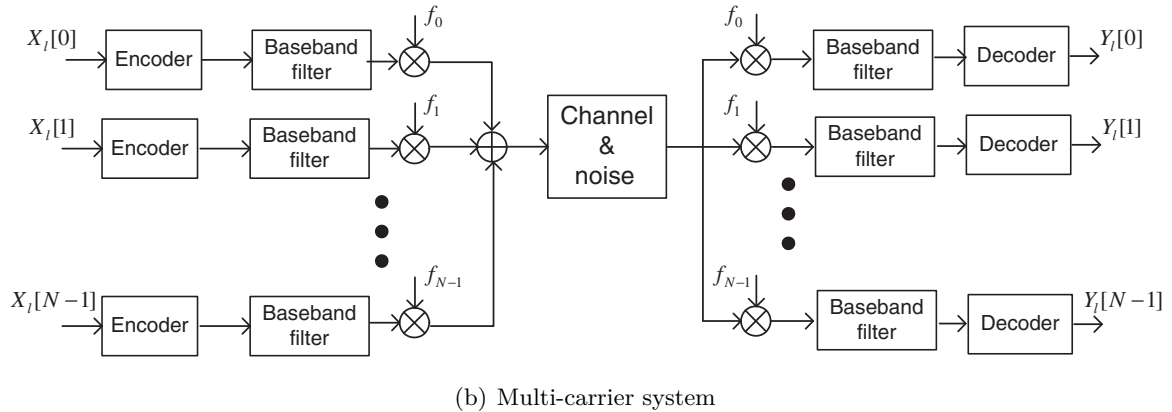 f_0
X_l[0]
Encoder
Baseband
filter
f_1
X_l[1]
Encoder
Baseband
filter
f_{N-1}
X_l[N-1]
Encoder
Baseband
filter
Channel
&
noise
f_0
Baseband
filter
Decoder
Y_l[0]
f_1
Baseband
filter
Decoder
Y_l[1]
f_{N-1}
Baseband
filter
Decoder
Y_l[N-1]
(b) Multi-carrier system